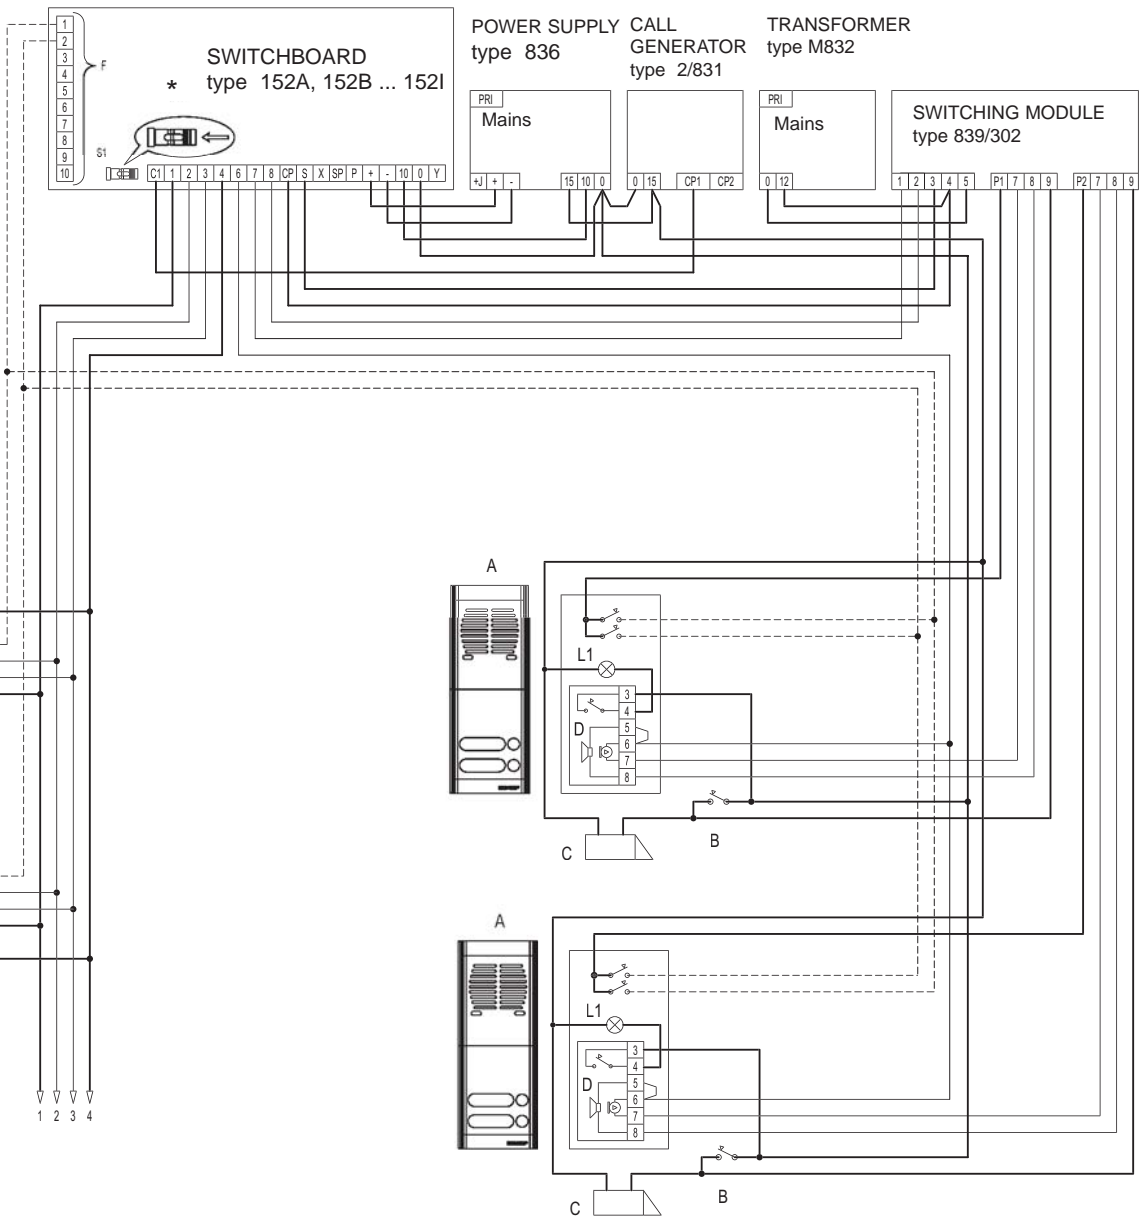 SWITCHBOARD
* type 152A, 152B ... 152I
1
2
3
4
5
6
7
8
9
10
F
S1
C1 1 2 3 4 6 7 8 CP S X SP P + - 10 0 Y
POWER SUPPLY
type 836
PRI
Mains
+J + - 15 10 0
CALL
GENERATOR
type 2/831
0 15 CP1 CP2
TRANSFORMER
type M832
PRI
Mains
0 12
SWITCHING MODULE
type 839/302
1 2 3 4 5 P1 7 8 9 P2 7 8 9
A
L1
D
3
4
5
6
7
8
B
C
A
L1
D
3
4
5
6
7
8
B
C
1 2 3 4